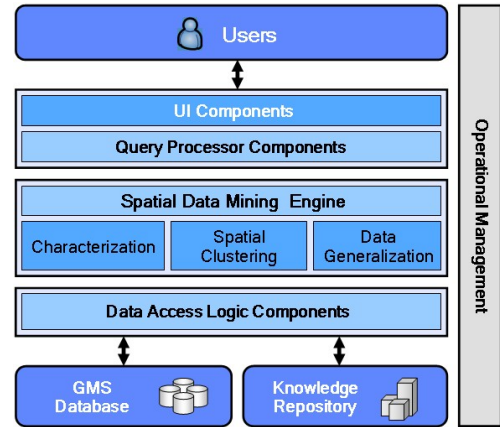 Users
UI Components
Query Processor Components
Spatial Data Mining Engine
Characterization
Spatial
Clustering
Data
Generalization
Data Access Logic Components
GMS
Database
Knowledge
Repository
Operational Management